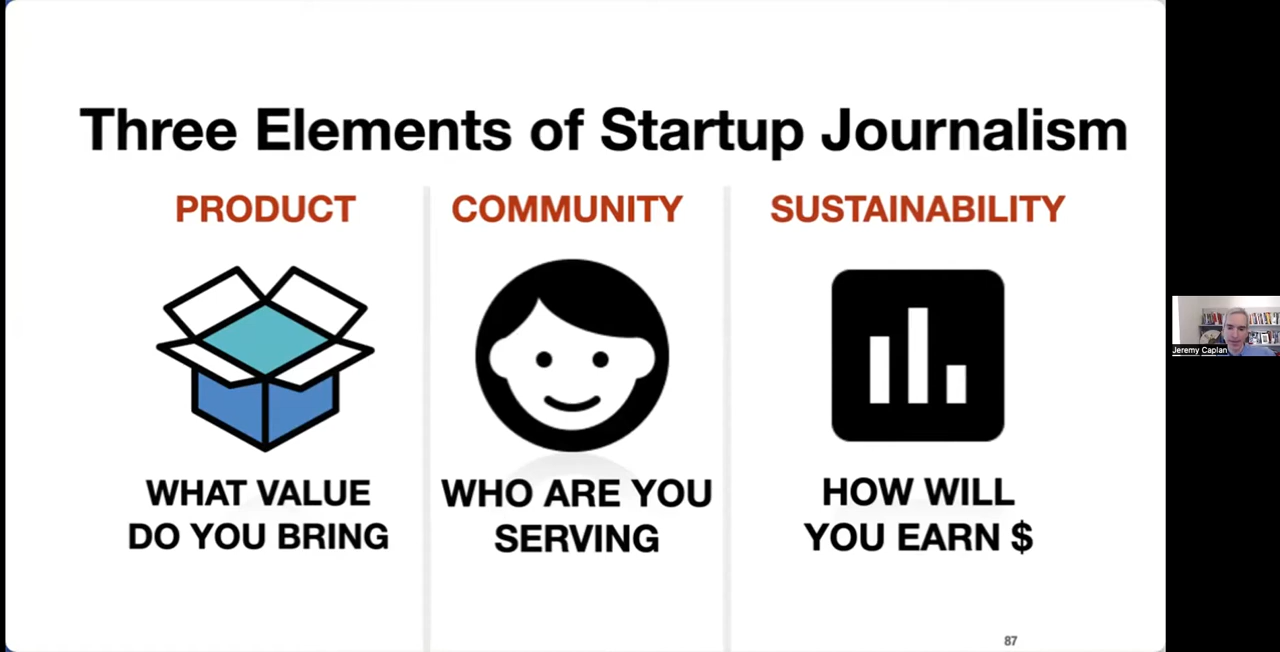 Three Elements of Startup Journalism
PRODUCT
COMMUNITY
SUSTAINABILITY
WHAT VALUE
DO YOU BRING
WHO ARE YOU
SERVING
HOW WILL
YOU EARN $
87
Jeremy Caplan